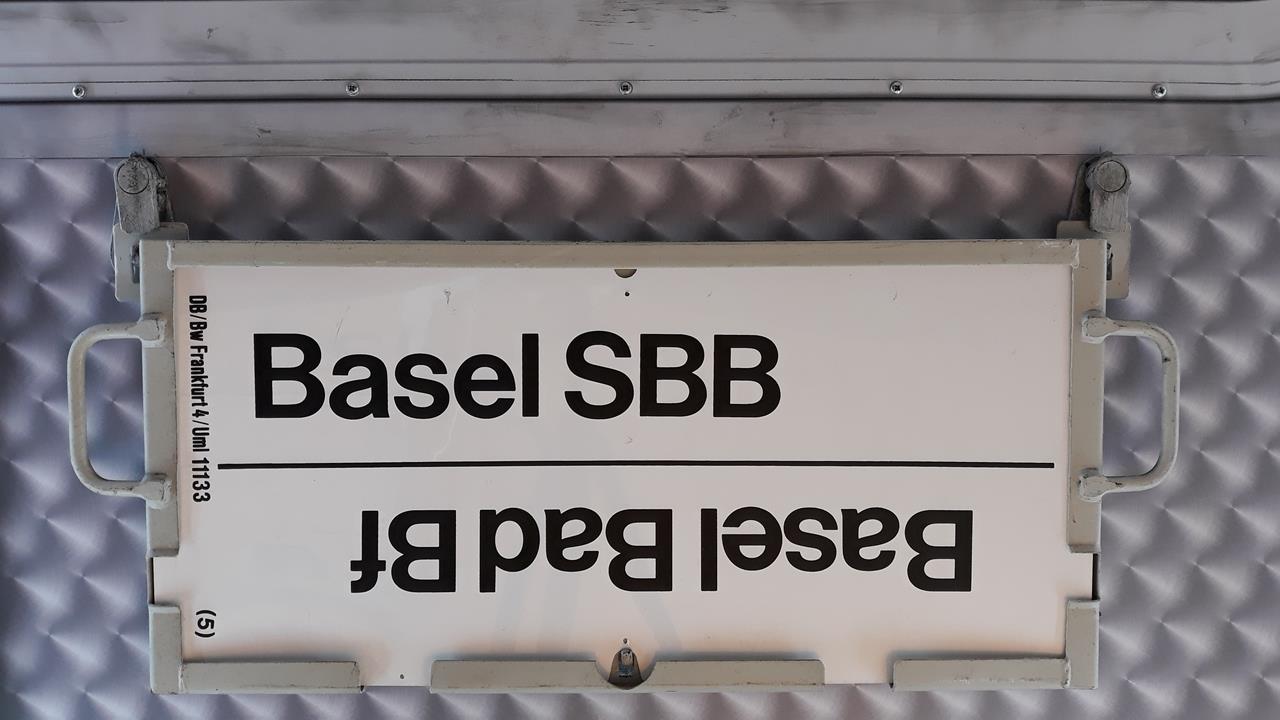 Basel SBB
Basel Bad Bf
DB/Bw Frankfurt 4/Uml 11133
(5)